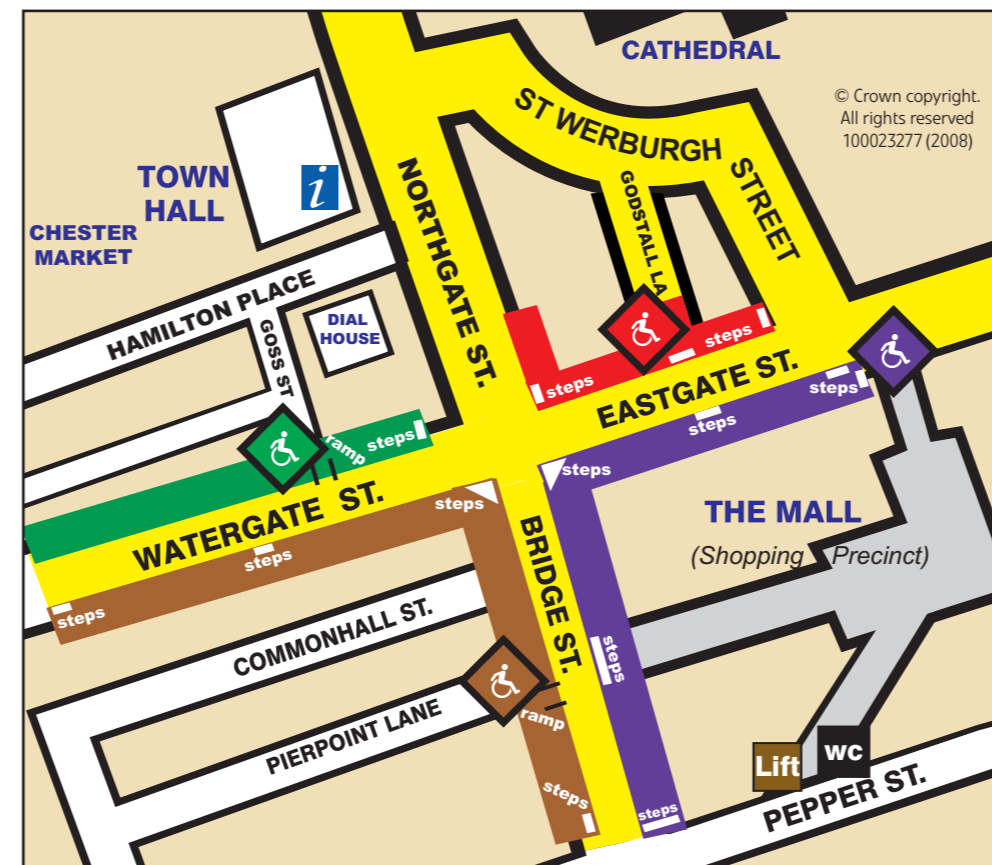 CATHEDRAL
© Crown copyright.
All rights reserved
100023277 (2008)
ST WERBURGH
STREET
GODSTALL LA
NORTHGATE ST.
TOWN
HALL
i
CHESTER
MARKET
HAMILTON PLACE
GOSS ST
DIAL
HOUSE
steps
steps
EASTGATE ST.
steps
steps
steps
ramp
steps
WATERGATE ST.
steps
steps
steps
THE MALL
(Shopping Precinct)
BRIDGE ST.
steps
COMMONHALL ST.
PIERPOINT LANE
ramp
steps
steps
Lift
wc
PEPPER ST.